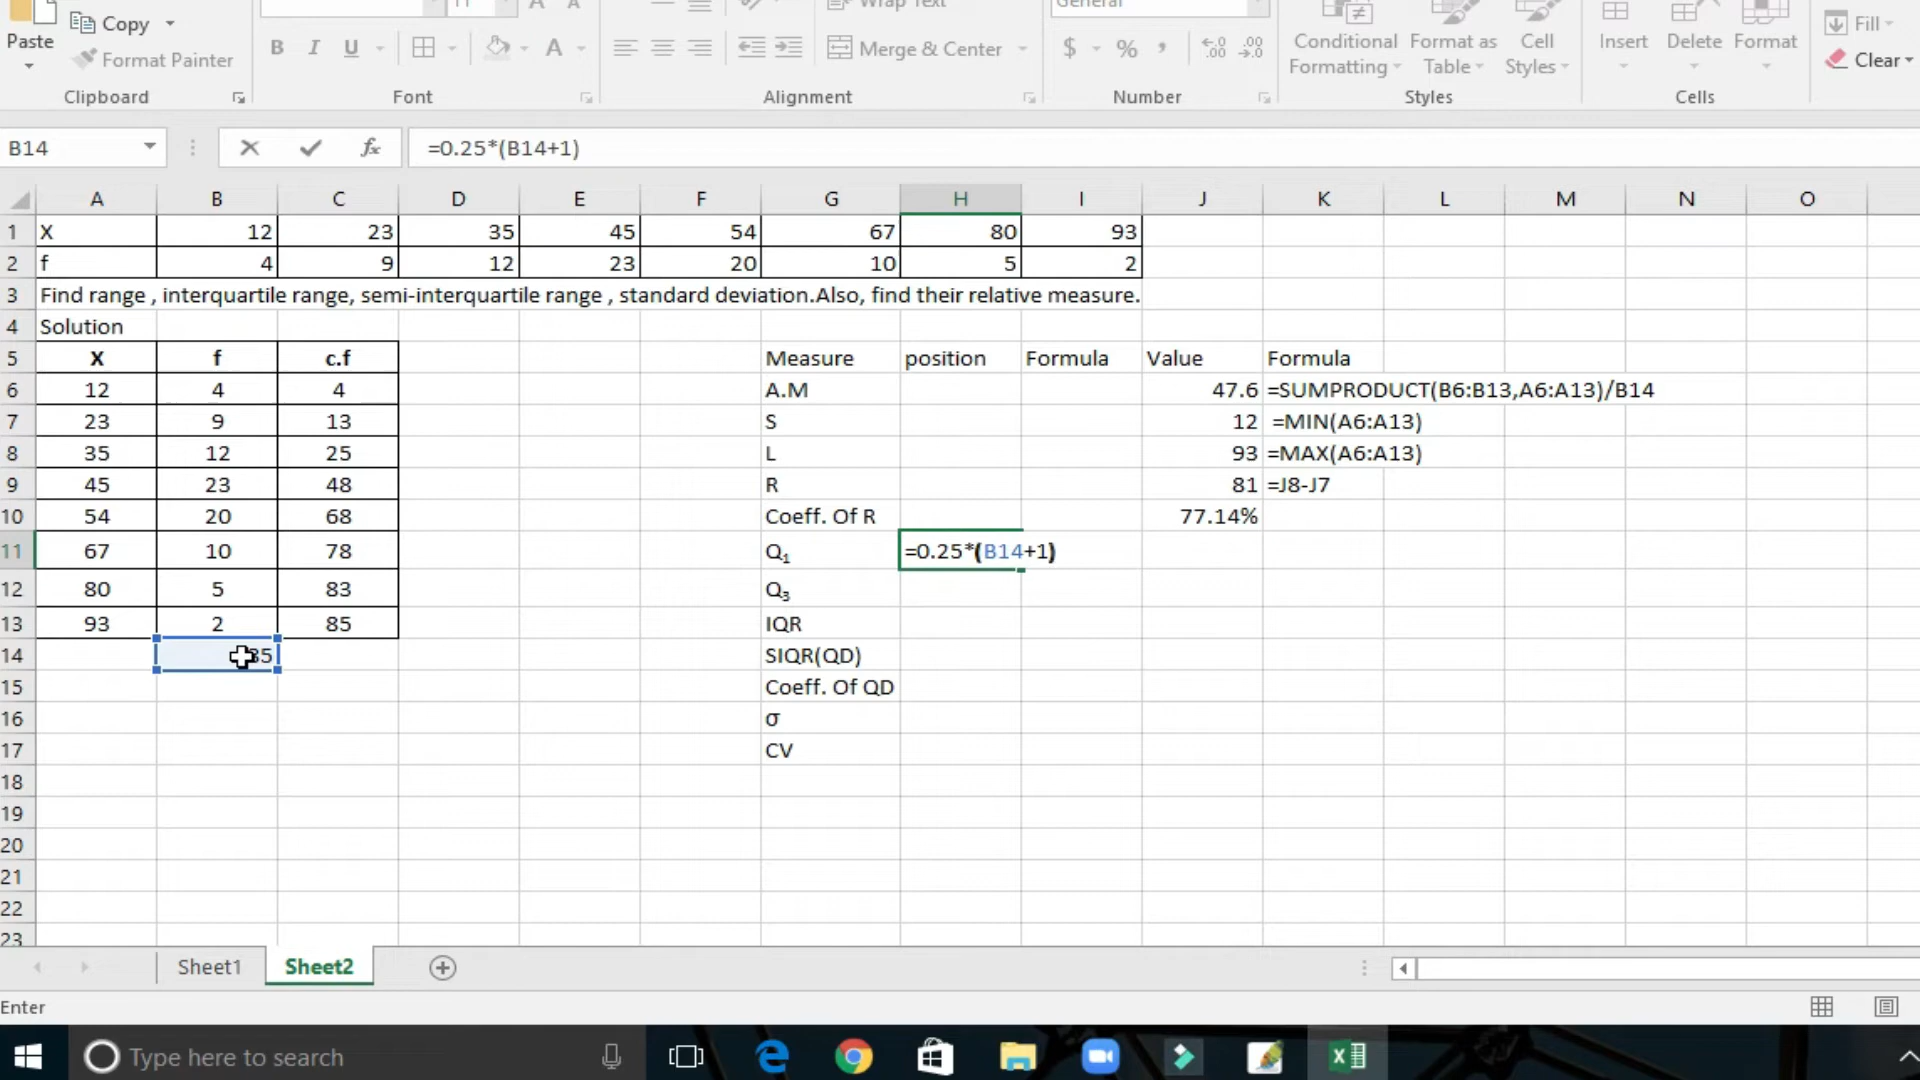 Paste
Copy
Format Painter
Clipboard
B I U A
Font
Wrap Text
Merge & Center
Alignment
General
$ % ,
Number
Conditional Formatting
Format as Table
Cell Styles
Styles
Insert
Delete
Format
Cells
Fill
Clear
B14 fx =0.25*(B14+1)
A B C D E F G H I J K L M N O
1 X 12 23 35 45 54 67 80 93
2 f 4 9 12 23 20 10 5 2
3 Find range , interquartile range, semi-interquartile range , standard deviation.Also, find their relative measure.
4 Solution
5 X f c.f Measure position Formula Value Formula
6 12 4 4 A.M 47.6 =SUMPRODUCT(B6:B13,A6:A13)/B14
7 23 9 13 S 12 =MIN(A6:A13)
8 35 12 25 L 93 =MAX(A6:A13)
9 45 23 48 R 81 =J8-J7
10 54 20 68 Coeff. Of R 77.14%
11 67 10 78 Q1 =0.25*(B14+1)
12 80 5 83 Q3
13 93 2 85 IQR
14 SIQR(QD)
15 Coeff. Of QD
16 σ
17 CV
18
19
20
21
22
23
Sheet1 Sheet2
Enter
Type here to search